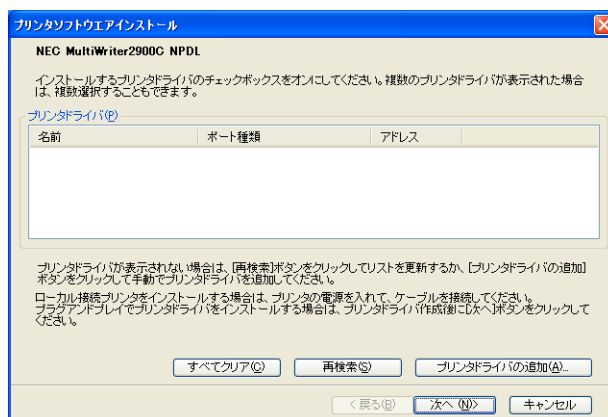 プリンタソフトウエアインストール
NEC MultiWriter2900C NPDL
インストールするプリンタドライバのチェックボックスをオンにしてください。複数のプリンタドライバが表示された場合
は、複数選択することもできます。
プリンタドライバ(P)
名前 ポート種類 アドレス
プリンタドライバが表示されない場合は、[再検索]ボタンをクリックしてリストを更新するか、[プリンタドライバの追加]
ボタンをクリックして手動でプリンタドライバを追加してください。
ローカル接続プリンタをインストールする場合は、プリンタの電源を入れて、ケーブルを接続してください。
プラグアンドプレイでプリンタドライバをインストールする場合は、プリンタドライバ作成後に[次へ]ボタンをクリックして
ください。
すべてクリア(C) 再検索(S) プリンタドライバの追加(A)...
< 戻る(B) 次へ (N)> キャンセル